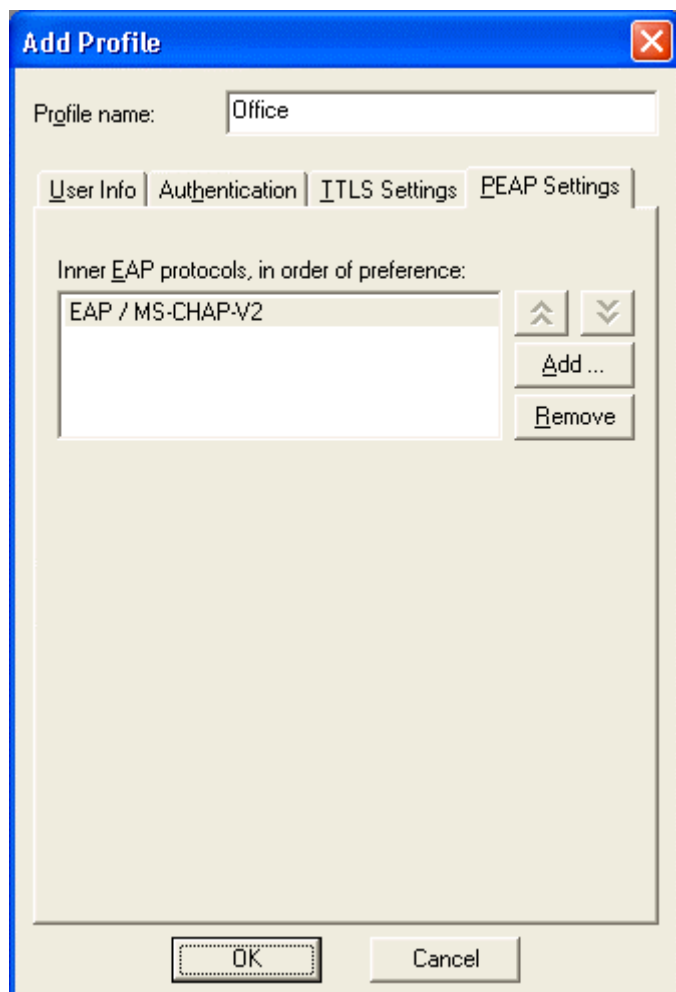 Add Profile
Profile name: Office
User Info Authentication TTLS Settings PEAP Settings
Inner EAP protocols, in order of preference:
EAP / MS-CHAP-V2
Add ...
Remove
OK Cancel